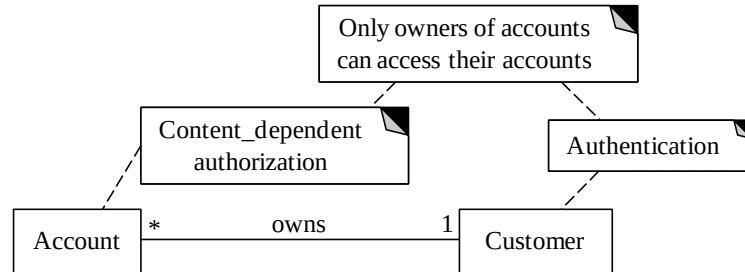 Only owners of accounts
can access their accounts
Content_dependent
authorization
Authentication
Account
*
owns
1
Customer